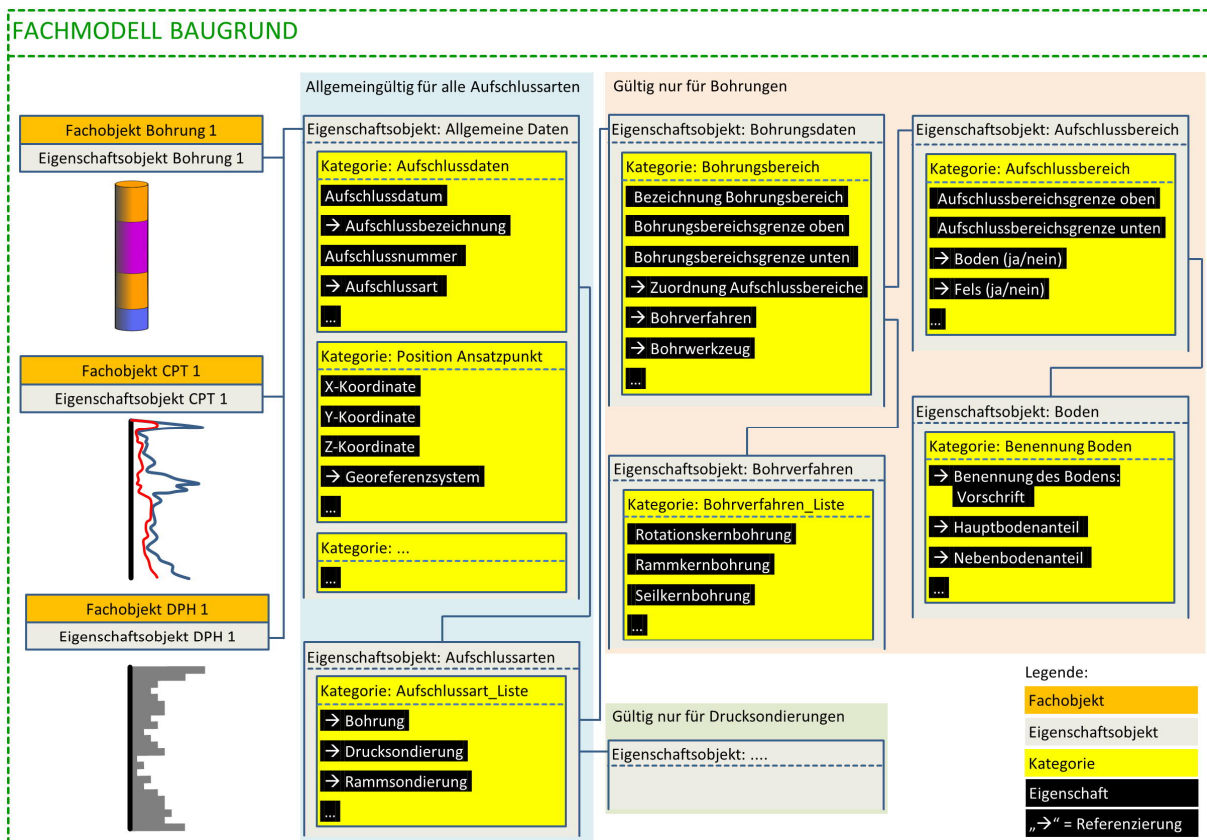 FACHMODELL BAUGRUND
Fachobjekt Bohrung 1
Eigenschaftsobjekt Bohrung 1
Fachobjekt CPT 1
Eigenschaftsobjekt CPT 1
Fachobjekt DPH 1
Eigenschaftsobjekt DPH 1
Allgemeingültig für alle Aufschlussarten
Eigenschaftsobjekt: Allgemeine Daten
Kategorie: Aufschlussdaten
Aufschlussdatum
→ Aufschlussbezeichnung
Aufschlussnummer
→ Aufschlussart
...
Kategorie: Position Ansatzpunkt
X-Koordinate
Y-Koordinate
Z-Koordinate
→ Georeferenzsystem
...
Kategorie: ...
...
Eigenschaftsobjekt: Aufschlussarten
Kategorie: Aufschlussart_Liste
→ Bohrung
→ Drucksondierung
→ Rammsondierung
...
Gültig nur für Bohrungen
Eigenschaftsobjekt: Bohrungsdaten
Kategorie: Bohrungsbereich
Bezeichnung Bohrungsbereich
Bohrungsbereichsgrenze oben
Bohrungsbereichsgrenze unten
→ Zuordnung Aufschlussbereiche
→ Bohrverfahren
→ Bohrwerkzeug
...
Eigenschaftsobjekt: Bohrverfahren
Kategorie: Bohrverfahren_Liste
Rotationskernbohrung
Rammkernbohrung
Seilkernbohrung
...
Eigenschaftsobjekt: Aufschlussbereich
Kategorie: Aufschlussbereich
Aufschlussbereichsgrenze oben
Aufschlussbereichsgrenze unten
→ Boden (ja/nein)
→ Fels (ja/nein)
...
Eigenschaftsobjekt: Boden
Kategorie: Benennung Boden
→ Benennung des Bodens:
Vorschrift
→ Hauptbodenanteil
→ Nebenbodenanteil
...
Gültig nur für Drucksondierungen
Eigenschaftsobjekt: ....
Legende:
Fachobjekt
Eigenschaftsobjekt
Kategorie
Eigenschaft
„→“ = Referenzierung